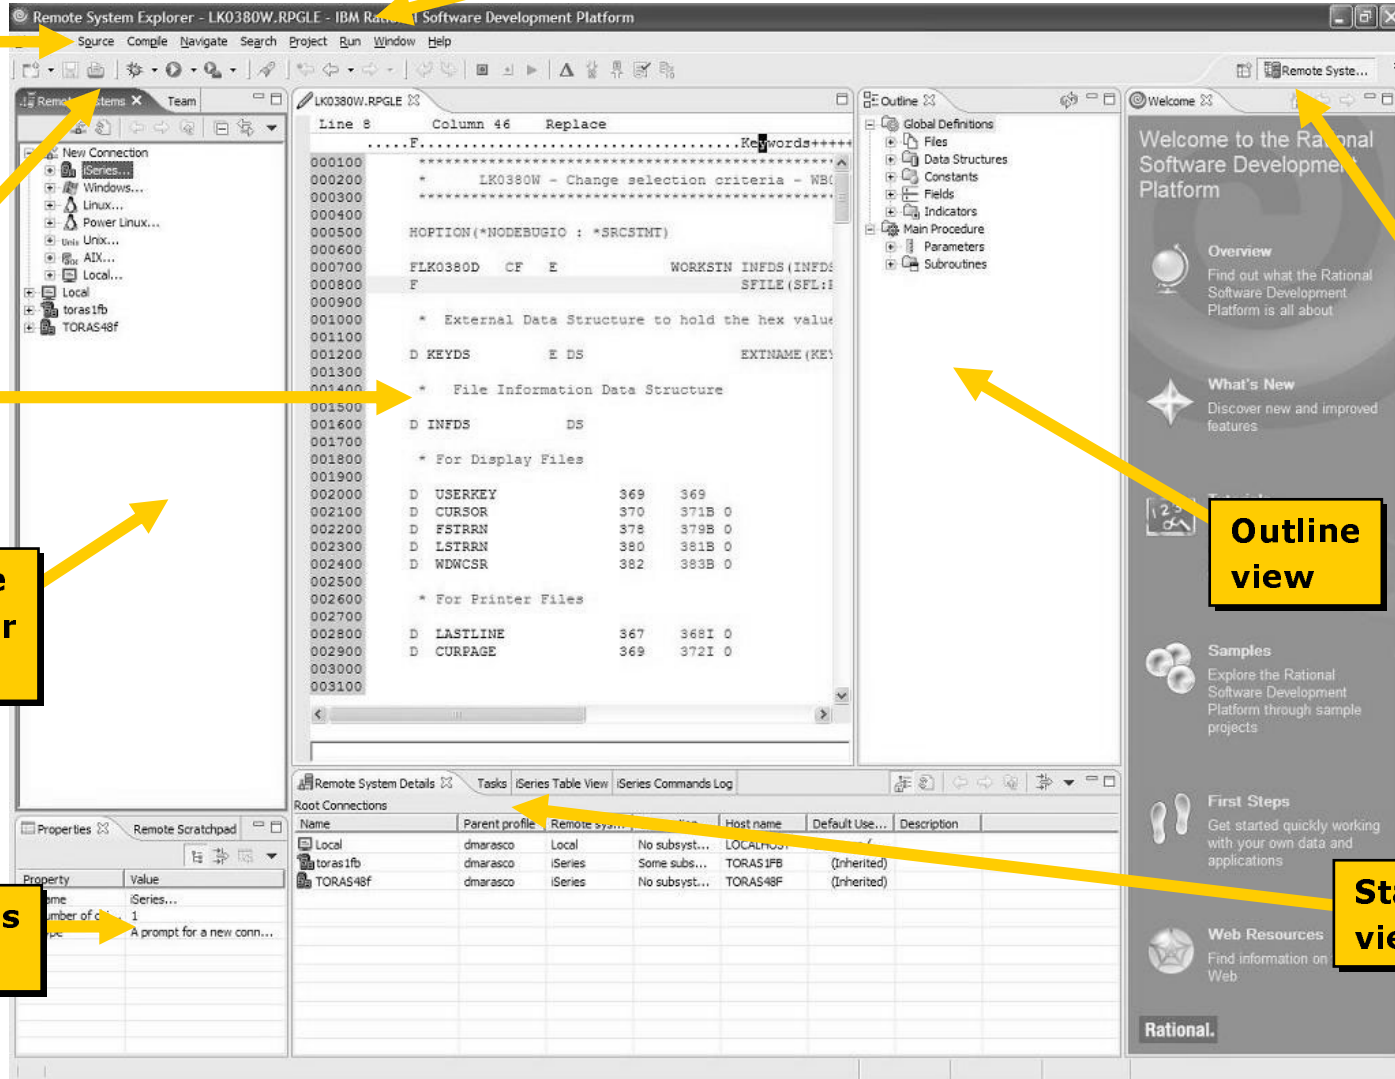 Remote System Explorer - LK0380W.RPGLE - IBM Software Development Platform
Source Compile Navigate Search Project Run Window Help
Remote Syste...
Team
New Connection
iSeries...
Windows...
Linux...
Power Linux...
Unix Unix...
AIX...
Local...
Local
toras1fb
TORAS48f
LK0380W.RPGLE
Line 8 Column 46 Replace
.....F..................................Keywords+++++
000100 ***********************************
000200 * LK0380W - Change selection criteria -
000300 ***********************************
000400
000500 HOPTION(*NODEBUGIO : *SRCSTMT)
000600
000700 FLK0380D CF E WORKSTN INFDS(INFDS
000800 F SFILE(SFL:
000900
001000 * External Data Structure to hold the hex value
001100
001200 D KEYDS E DS EXTNAME(KEY
001300
001400 * File Information Data Structure
001500
001600 D INFDS DS
001700
001800 * For Display Files
001900
002000 D USERKEY 369 369
002100 D CURSOR 370 371B 0
002200 D FSTRRN 378 379B 0
002300 D LSTRRN 380 381B 0
002400 D WDWCSR 382 383B 0
002500
002600 * For Printer Files
002700
002800 D LASTLINE 367 368I 0
002900 D CURPAGE 369 372I 0
003000
003100
Outline
Global Definitions
Files
Data Structures
Constants
Fields
Indicators
Main Procedure
Parameters
Subroutines
Welcome
Welcome to the Rational
Software Development
Platform
Overview
Find out what the Rational
Software Development
Platform is all about
What's New
Discover new and improved
features
Outline
view
Samples
Explore the Rational
Software Development
Platform through sample
projects
First Steps
Get started quickly working
with your own data and
applications
Web Resources
Find information on
Web
Rational.
Remote System Details Tasks iSeries Table View iSeries Commands Log
Root Connections
Name Parent profile Remote sys... Host name Default Use... Description
Local dmarasco Local No subsyst... LOCALHOST
toras1fb dmarasco iSeries Some subs... TORAS1FB (Inherited)
TORAS48f dmarasco iSeries No subsyst... TORAS48F (Inherited)
Properties Remote Scratchpad
Property Value
iSeries...
1
A prompt for a new conn...